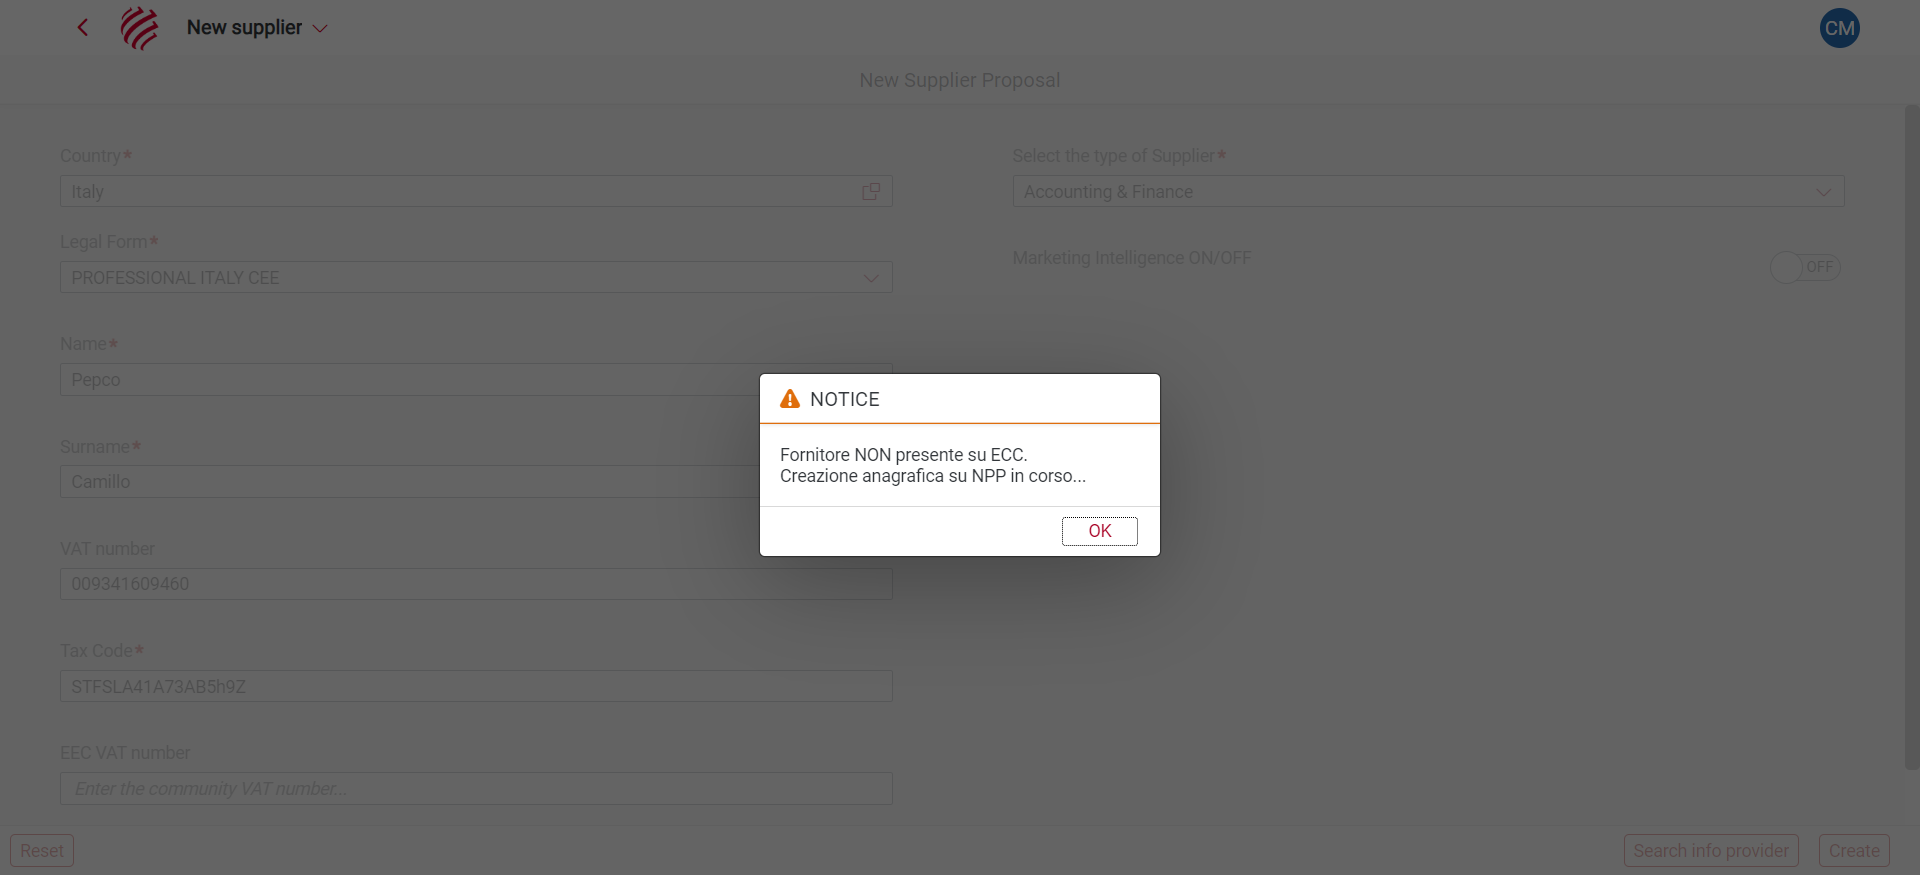 New supplier
CM
New Supplier Proposal
Country*
Italy
Select the type of Supplier*
Accounting & Finance
Legal Form*
PROFESSIONAL ITALY CEE
Marketing Intelligence ON/OFF
OFF
Name*
Pepco
Surname*
Camillo
VAT number
009341609460
Tax Code*
STFSLA41A73AB5h9Z
EEC VAT number
Enter the community VAT number...
NOTICE
Fornitore NON presente su ECC.
Creazione anagrafica su NPP in corso...
OK
Reset
Search info provider
Create